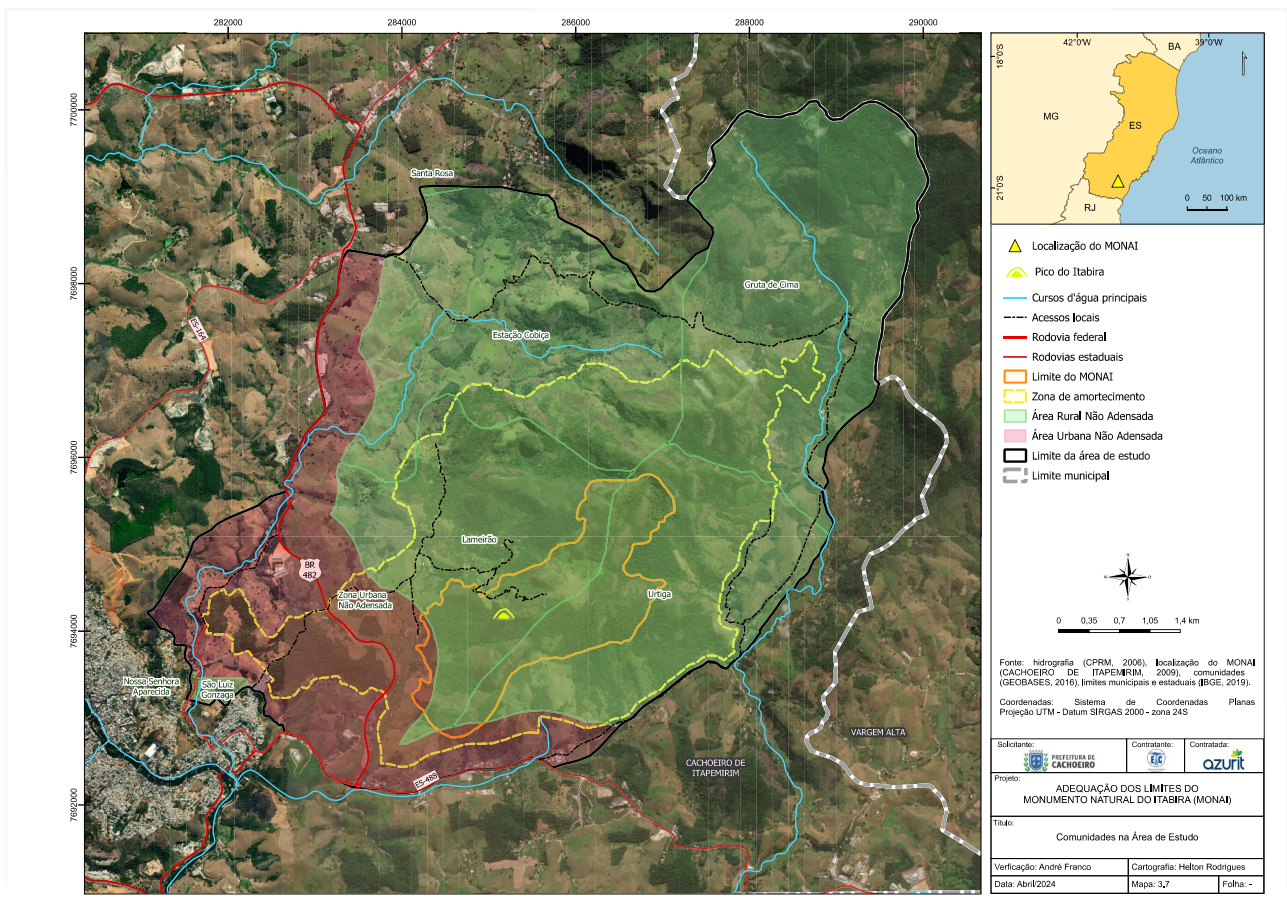 282000
284000
286000
288000
290000
7700000
7698000
7696000
7694000
7692000
Santa Rosa
Gruta de Cima
Estação Cobiça
ES-164
Lameirão
BR
482
Zona Urbana
Não Adensada
Urtiga
Nossa Senhora
Aparecida
São Luiz
Gonzaga
ES-488
CACHOEIRO DE
ITAPEMIRIM
VARGEM ALTA
42°0'W
39°0'W
18°0'S
21°0'S
BA
MG
ES
RJ
Oceano
Atlântico
0 50 100 km
Localização do MONAI
Pico do Itabira
Cursos d'água principais
Acessos locais
Rodovia federal
Rodovias estaduais
Limite do MONAI
Zona de amortecimento
Área Rural Não Adensada
Área Urbana Não Adensada
Limite da área de estudo
Limite municipal
N
W
O
S
0 0,35 0,7 1,05 1,4 km
Fonte: hidrografia (CPRM, 2006), localização do MONAI
(CACHOEIRO DE ITAPEMIRIM, 2009), comunidades
(GEOBASES, 2016), limites municipais e estaduais (IBGE, 2019).
Coordenadas: Sistema de Coordenadas Planas
Projeção UTM - Datum SIRGAS 2000 - zona 24S
Solicitante:
PREFEITURA DE
CACHOEIRO
Contratante:
EJC
Contratada:
azurit
Projeto:
ADEQUAÇÃO DOS LIMITES DO
MONUMENTO NATURAL DO ITABIRA (MONAI)
Título:
Comunidades na Área de Estudo
Verficação: André Franco
Cartografia: Helton Rodrigues
Data: Abril/2024
Mapa: 3.7
Folha: -